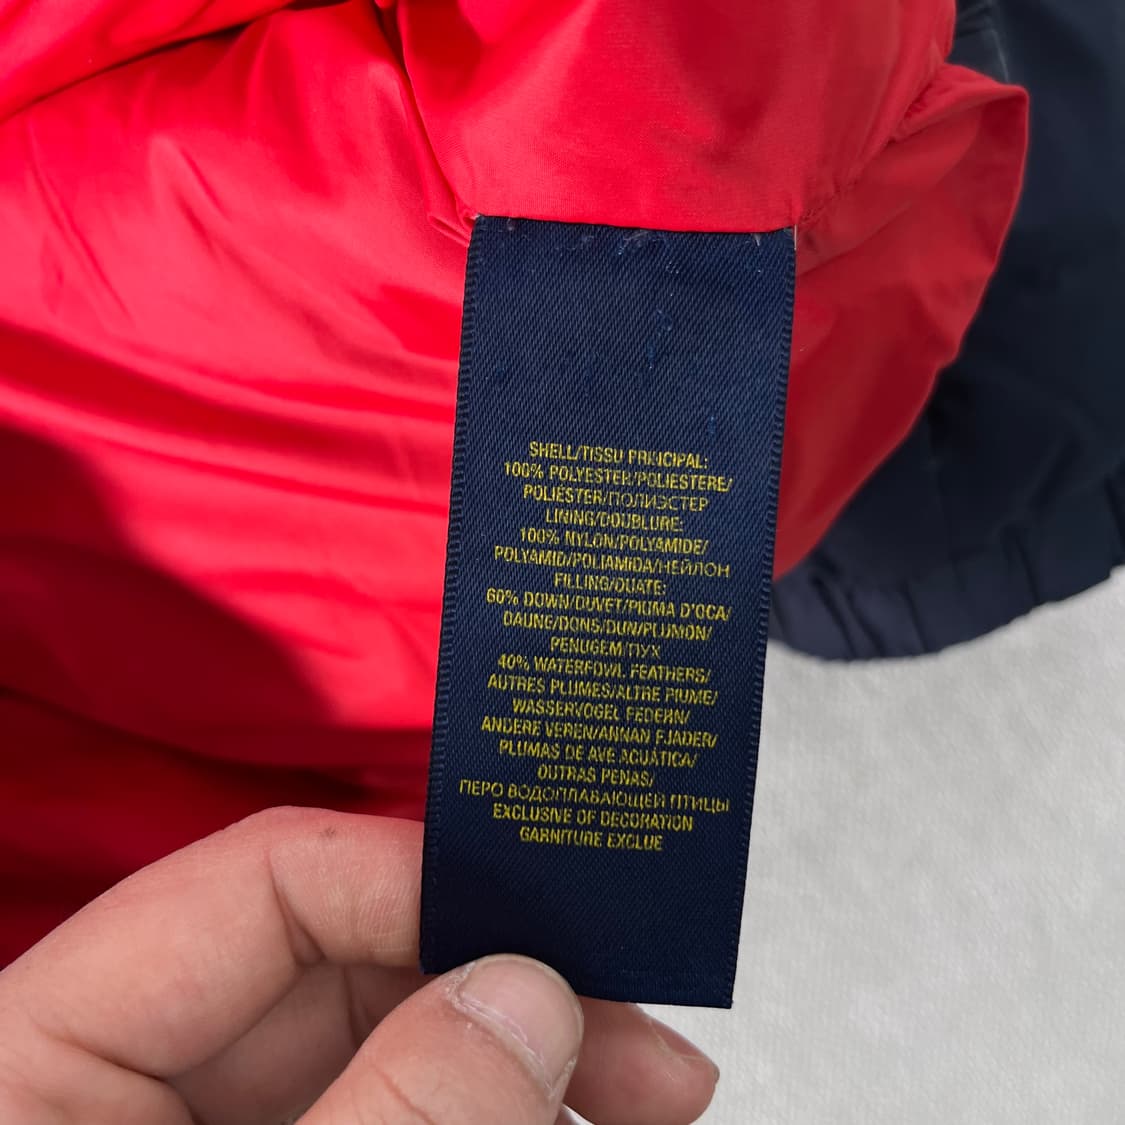 SHELL/TISSU PRINCIPAL:
100% POLYESTER/POLIESTERE/
POLIÉSTER/ПОЛИЭСТЕР
LINING/DOUBLURE:
100% NYLON/POLYAMIDE/
POLYAMID/POLIAMIDA/НЕЙЛОН
FILLING/OUATE:
60% DOWN/DUVET/PIUMA D'OCA/
DAUNE/DONS/DUN/PLUMÓN/
PENUGEM/ПУХ
40% WATERFOWL FEATHERS/
AUTRES PLUMES/ALTRE PIUME/
WASSERVOGEL FEDERN/
ANDERE VEREN/ANNAN FJADER/
PLUMAS DE AVE ACUÁTICA/
OUTRAS PENAS/
ПЕРО ВОДОПЛАВАЮЩЕЙ ПТИЦЫ
EXCLUSIVE OF DECORATION
GARNITURE EXCLUE